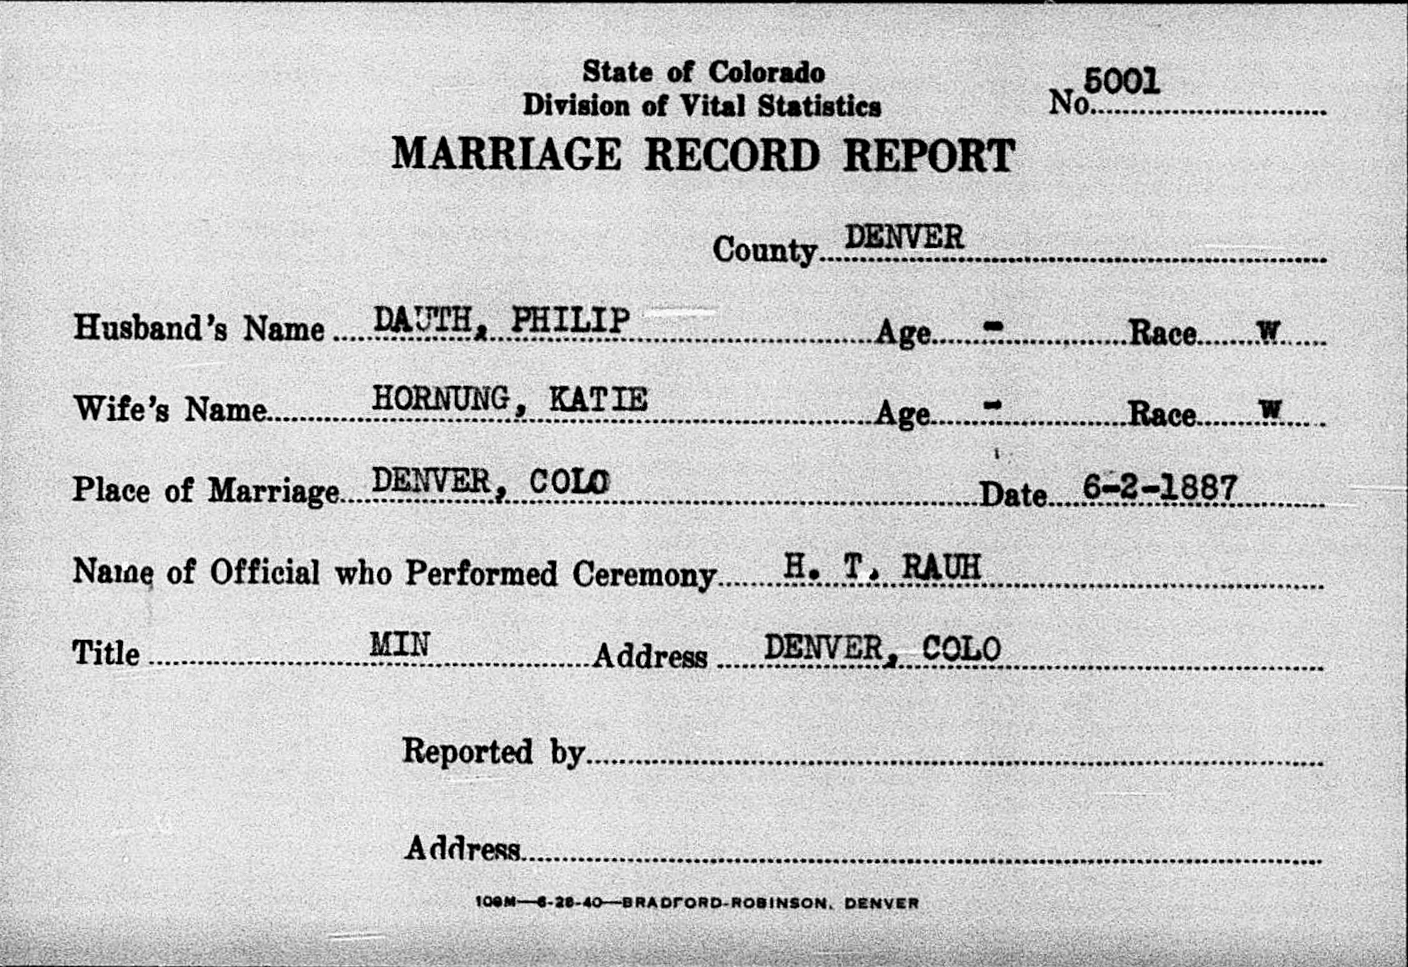 State of Colorado
Division of Vital Statistics
No. 5001
MARRIAGE RECORD REPORT
County DENVER
Husband's Name DAUTH, PHILIP Age - Race W
Wife's Name HORNUNG, KATIE Age - Race W
Place of Marriage DENVER, COLO Date 6-2-1887
Name of Official who Performed Ceremony H. T. RAUH
Title MIN Address DENVER, COLO
Reported by
Address
100M—6-28-40—BRADFORD-ROBINSON, DENVER